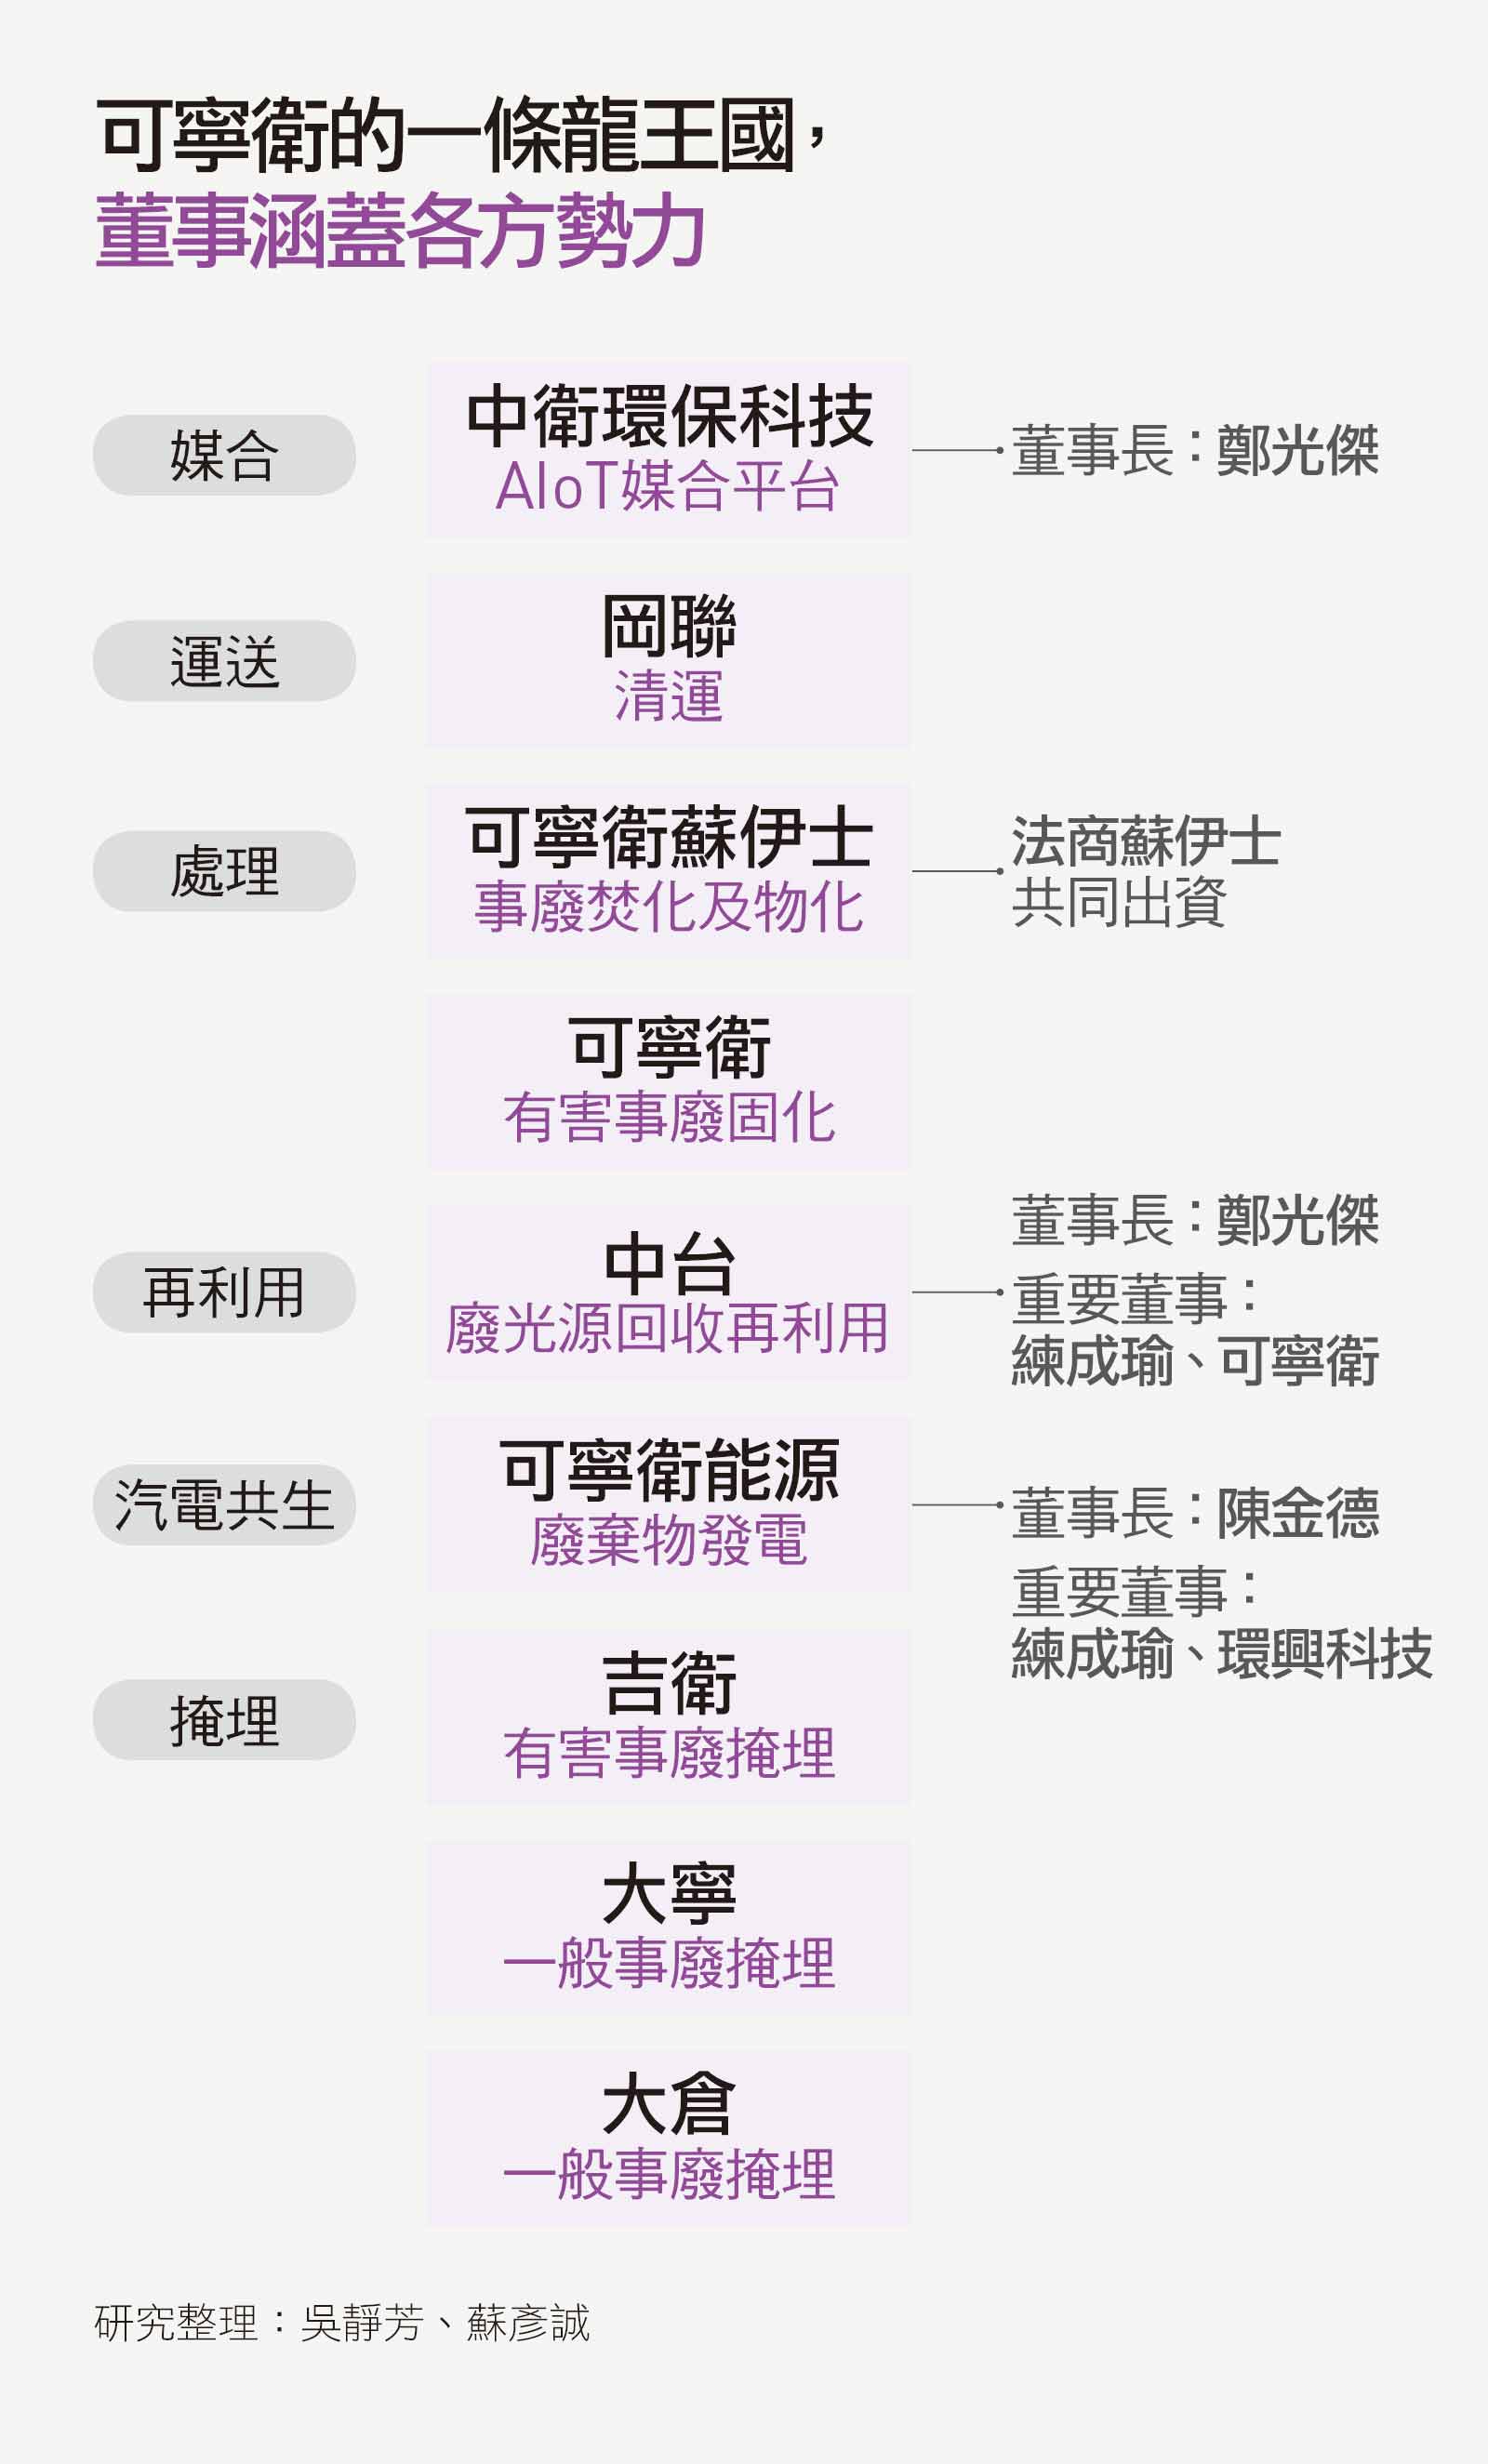 可寧衛的一條龍王國，
董事涵蓋各方勢力
媒合
中衛環保科技
AIoT媒合平台
董事長：鄭光傑
運送
岡聯
清運
處理
可寧衛蘇伊士
事廢焚化及物化
法商蘇伊士
共同出資
可寧衛
有害事廢固化
再利用
中台
廢光源回收再利用
董事長：鄭光傑
重要董事：
練成瑜、可寧衛
汽電共生
可寧衛能源
廢棄物發電
董事長：陳金德
重要董事：
練成瑜、環興科技
掩埋
吉衛
有害事廢掩埋
大寧
一般事廢掩埋
大倉
一般事廢掩埋
研究整理：吳靜芳、蘇彥誠